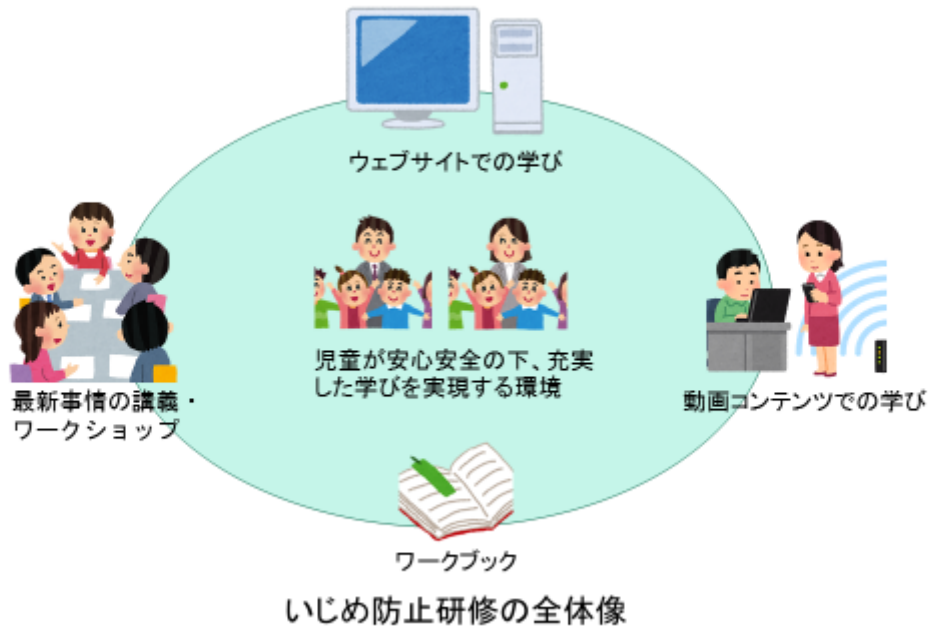 ウェブサイトでの学び
児童が安心安全の下、充実
した学びを実現する環境
最新事情の講義・
ワークショップ
動画コンテンツでの学び
ワークブック
いじめ防止研修の全体像